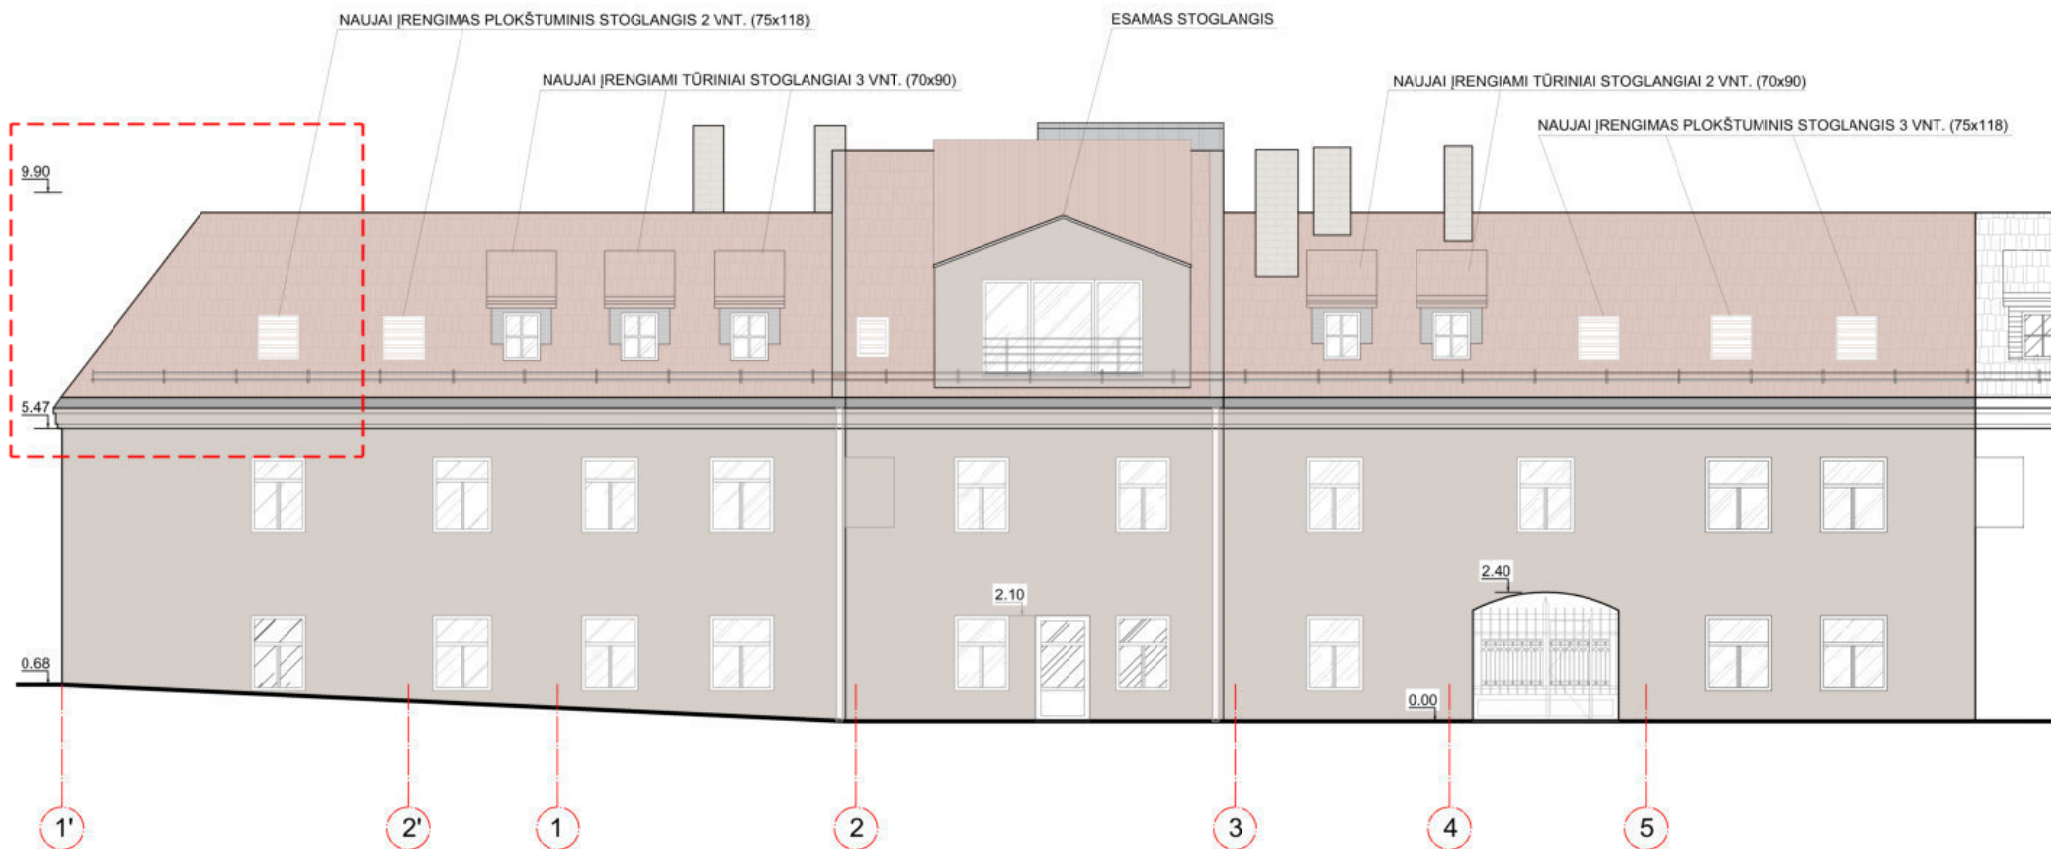 NAUJAI ĮRENGIMAS PLOKŠTUMINIS STOGLANGIS 2 VNT. (75x118)
ESAMAS STOGLANGIS
NAUJAI ĮRENGIAMI TŪRINIAI STOGLANGIAI 3 VNT. (70x90)
NAUJAI ĮRENGIAMI TŪRINIAI STOGLANGIAI 2 VNT. (70x90)
NAUJAI ĮRENGIMAS PLOKŠTUMINIS STOGLANGIS 3 VNT. (75x118)
9.90
5.47
2.40
2.10
0.68
0.00
1' 2' 1 2 3 4 5